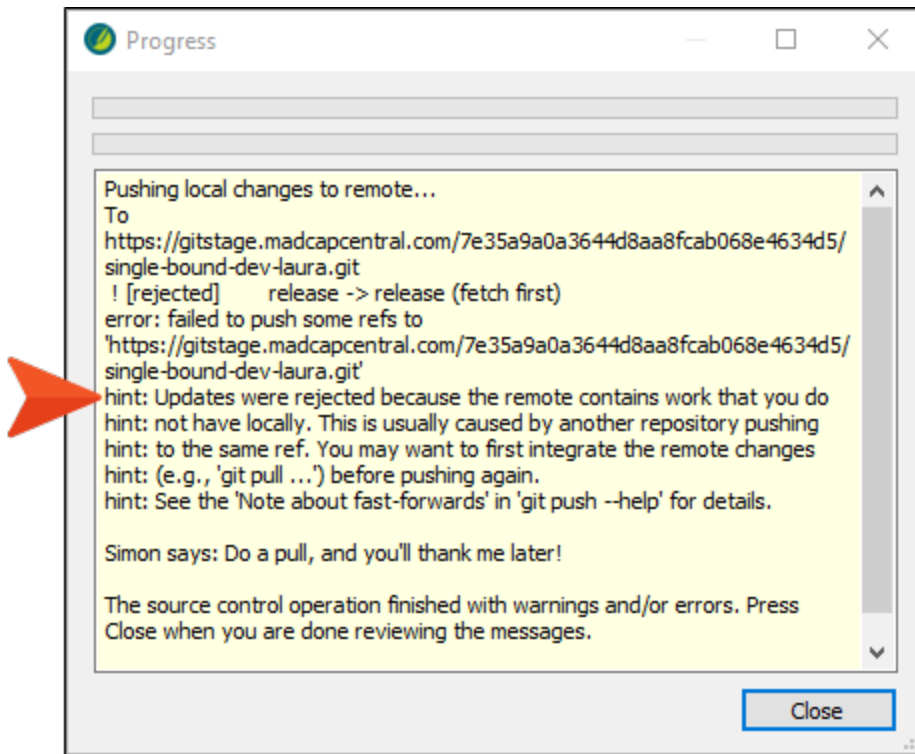 Progress
Pushing local changes to remote...
To
https://gitstage.madcapcentral.com/7e35a9a0a3644d8aa8fcab068e4634d5/
single-bound-dev-laura.git
! [rejected] release -> release (fetch first)
error: failed to push some refs to
'https://gitstage.madcapcentral.com/7e35a9a0a3644d8aa8fcab068e4634d5/
single-bound-dev-laura.git'
hint: Updates were rejected because the remote contains work that you do
hint: not have locally. This is usually caused by another repository pushing
hint: to the same ref. You may want to first integrate the remote changes
hint: (e.g., 'git pull ...') before pushing again.
hint: See the 'Note about fast-forwards' in 'git push --help' for details.
Simon says: Do a pull, and you'll thank me later!
The source control operation finished with warnings and/or errors. Press
Close when you are done reviewing the messages.
Close